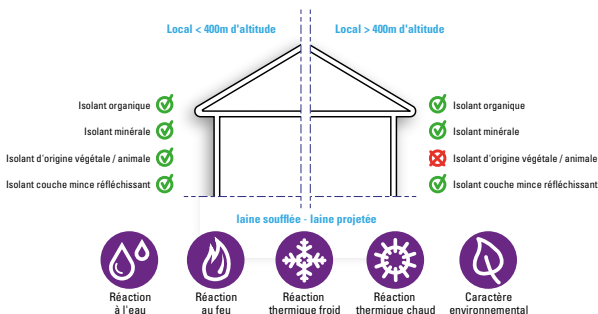 Local < 400m d'altitude
Local > 400m d'altitude
Isolant organique
Isolant minérale
Isolant d'origine végétale / animale
Isolant couche mince réfléchissant
Isolant organique
Isolant minérale
Isolant d'origine végétale / animale
Isolant couche mince réfléchissant
laine soufflée - laine projetée
Réaction
à l'eau
Réaction
au feu
Réaction
thermique froid
Réaction
thermique chaud
Caractère
environnemental